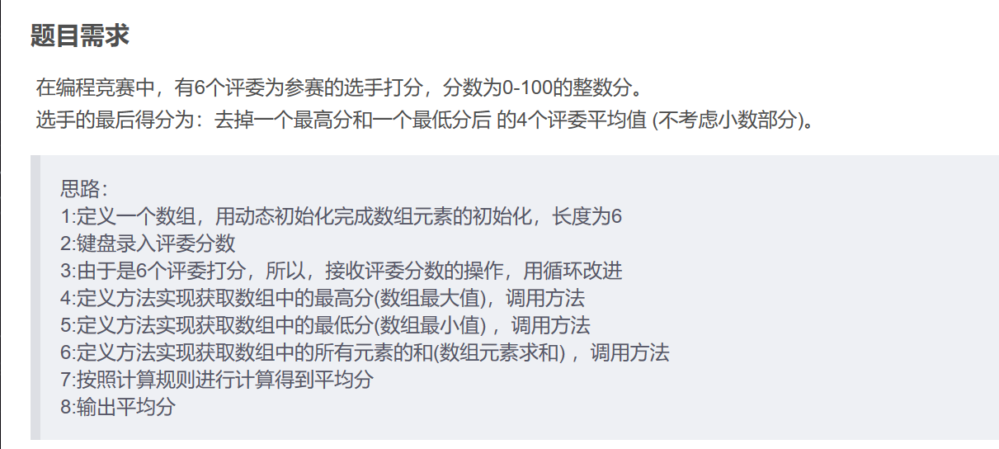 题目需求
在编程竞赛中，有6个评委为参赛的选手打分，分数为0-100的整数分。
选手的最后得分为：去掉一个最高分和一个最低分后 的4个评委平均值 (不考虑小数部分)。
思路：
1:定义一个数组，用动态初始化完成数组元素的初始化，长度为6
2:键盘录入评委分数
3:由于是6个评委打分，所以，接收评委分数的操作，用循环改进
4:定义方法实现获取数组中的最高分(数组最大值)，调用方法
5:定义方法实现获取数组中的最低分(数组最小值) ，调用方法
6:定义方法实现获取数组中的所有元素的和(数组元素求和) ，调用方法
7:按照计算规则进行计算得到平均分
8:输出平均分